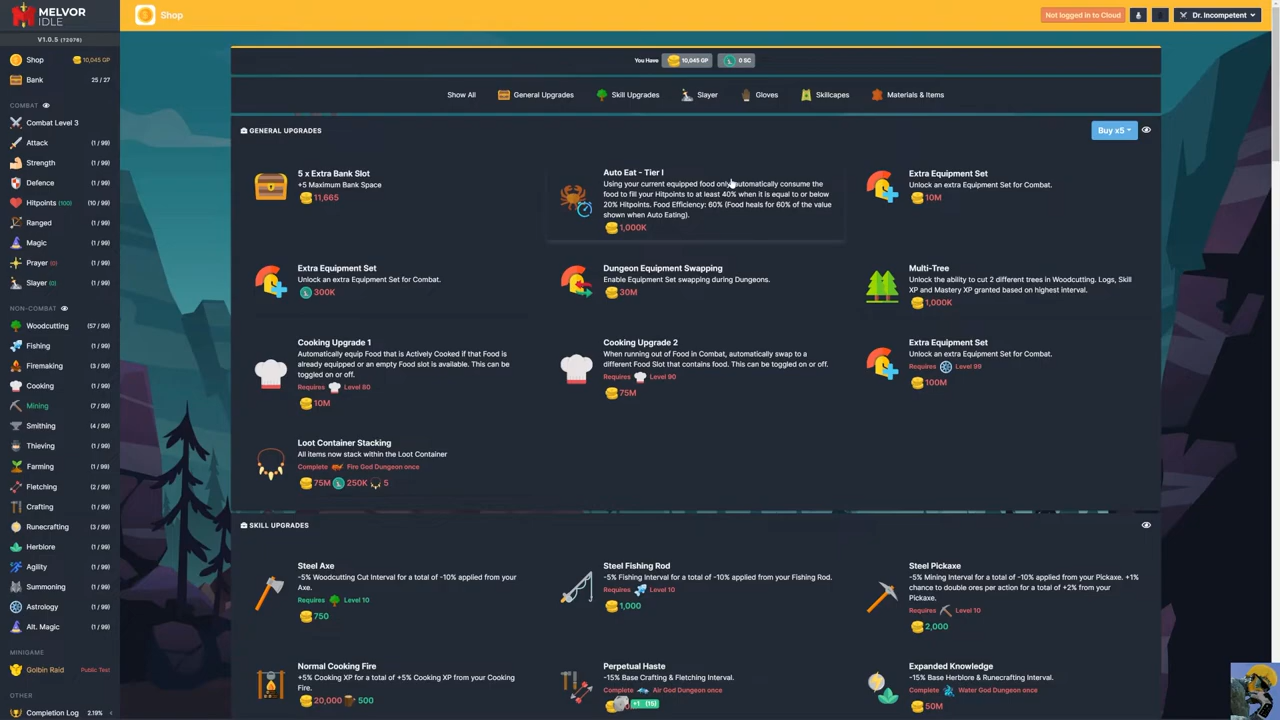 MELVOR
IDLE
V1.0.5 (?2076)
Shop
10,045 GP
Bank
25 / 27
COMBAT
Combat Level 3
Attack
(1 / 99)
Strength
(1 / 99)
Defence
(1 / 99)
Hitpoints (100)
(10 / 99)
Ranged
(1 / 99)
Magic
(1 / 99)
Prayer (0)
(1 / 99)
Slayer (0)
(1 / 99)
NON-COMBAT
Woodcutting
(57 / 99)
Fishing
(1 / 99)
Firemaking
(3 / 99)
Cooking
(1 / 99)
Mining
(7 / 99)
Smithing
(4 / 99)
Thieving
(1 / 99)
Farming
(1 / 99)
Fletching
(2 / 99)
Crafting
(1 / 99)
Runecrafting
(3 / 99)
Herblore
(1 / 99)
Agility
(1 / 99)
Summoning
(1 / 99)
Astrology
(1 / 99)
Alt. Magic
(1 / 99)
MINIGAME
Golbin Raid
Public Test
OTHER
Completion Log
2.19%
Shop
Not logged in to Cloud
Dr. Incompetent
You Have
10,045 GP
0 SC
Show All
General Upgrades
Skill Upgrades
Slayer
Gloves
Skillcapes
Materials & Items
GENERAL UPGRADES
Buy x5
5 x Extra Bank Slot
+5 Maximum Bank Space
11,665
Auto Eat - Tier I
Using your current equipped food only, automatically consume the
food to fill your Hitpoints to at least 40% when it is equal to or below
20% Hitpoints. Food Efficiency: 60% (Food heals for 60% of the value
shown when Auto Eating).
1,000K
Extra Equipment Set
Unlock an extra Equipment Set for Combat.
10M
Extra Equipment Set
Unlock an extra Equipment Set for Combat.
300K
Dungeon Equipment Swapping
Enable Equipment Set swapping during Dungeons.
30M
Multi-Tree
Unlock the ability to cut 2 different trees in Woodcutting. Logs, Skill
XP and Mastery XP granted based on highest interval.
1,000K
Cooking Upgrade 1
Automatically equip Food that is Actively Cooked if that Food is
already equipped or an empty Food slot is available. This can be
toggled on or off.
Requires Level 80
10M
Cooking Upgrade 2
When running out of Food in Combat, automatically swap to a
different Food Slot that contains food. This can be toggled on or off.
Requires Level 90
75M
Extra Equipment Set
Unlock an extra Equipment Set for Combat.
Requires Level 99
100M
Loot Container Stacking
All items now stack within the Loot Container
Complete Fire God Dungeon once
75M 250K 5
SKILL UPGRADES
Steel Axe
-5% Woodcutting Cut Interval for a total of -10% applied from your
Axe.
Requires Level 10
750
Steel Fishing Rod
-5% Fishing Interval for a total of -10% applied from your Fishing Rod.
Requires Level 10
1,000
Steel Pickaxe
-5% Mining Interval for a total of -10% applied from your Pickaxe. +1%
chance to double ores per action for a total of +2% from your
Pickaxe.
Requires Level 10
2,000
Normal Cooking Fire
+5% Cooking XP for a total of +5% Cooking XP from your Cooking
Fire.
20,000 500
Perpetual Haste
-15% Base Crafting & Fletching Interval.
Complete Air God Dungeon once
+1 (15)
Expanded Knowledge
-15% Base Herblore & Runecrafting Interval.
Complete Water God Dungeon once
50M